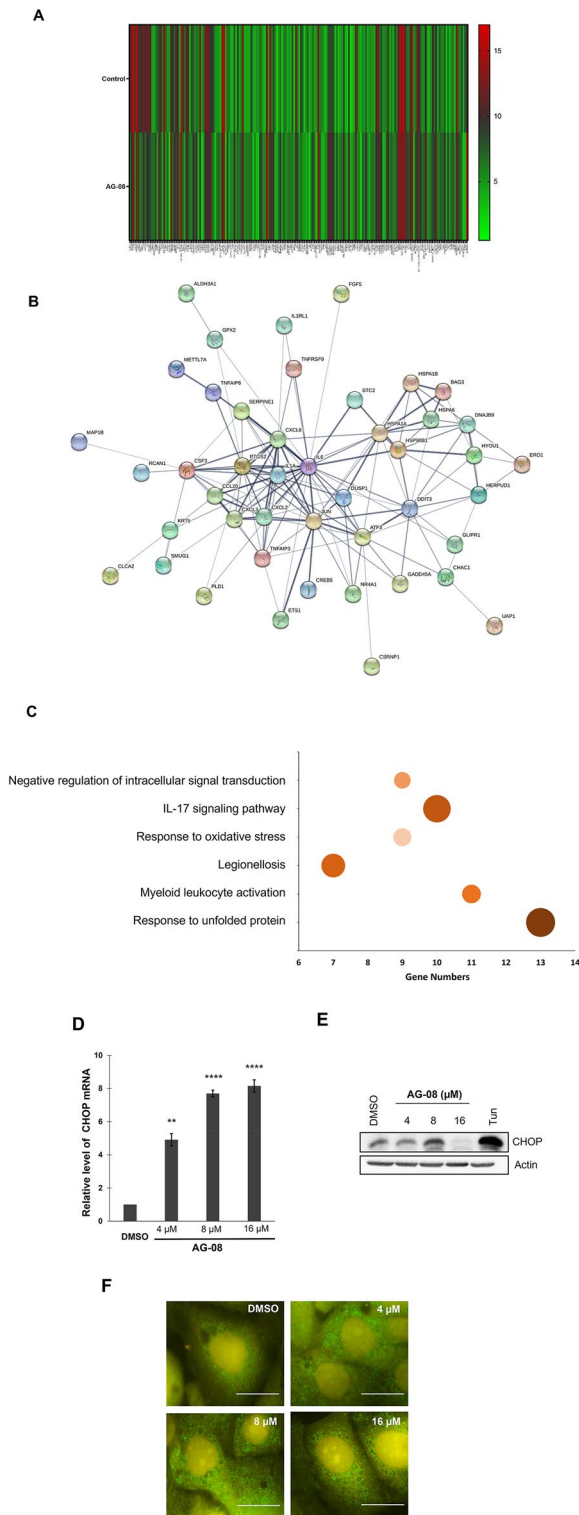 A
Control
AG-08
15
10
5
B
ALDH3A1
FGF5
GPX2
IL1RL1
METTL7A
TNFRSF9
TNFAIP6
HSPA1B
BAG3
STC2
SERPINE1
CXCL8
HSPA1A
HSPA6
DNAJB9
MAP1B
HSP90B1
PTGS2
IL6
HYOU1
ERO1
RCAN1
CSF3
IL1A
CCL20
DUSP1
HERPUD1
DDIT3
CXCL3
CXCL2
JUN
KRT5
ATF3
GLIPR1
SMUG1
TNFAIP3
CLCA2
CHAC1
PLD1
CREB5
NR4A1
GADD45A
ETS1
UAP1
CSRNP1
C
Negative regulation of intracellular signal transduction
IL-17 signaling pathway
Response to oxidative stress
Legionellosis
Myeloid leukocyte activation
Response to unfolded protein
6 7 8 9 10 11 12 13 14
Gene Numbers
D
Relative level of CHOP mRNA
10
8
6
4
2
0
**
****
****
DMSO 4 µM 8 µM 16 µM
AG-08
E
DMSO
AG-08 (µM)
4 8 16
Tun
CHOP
Actin
F
DMSO
4 µM
8 µM
16 µM